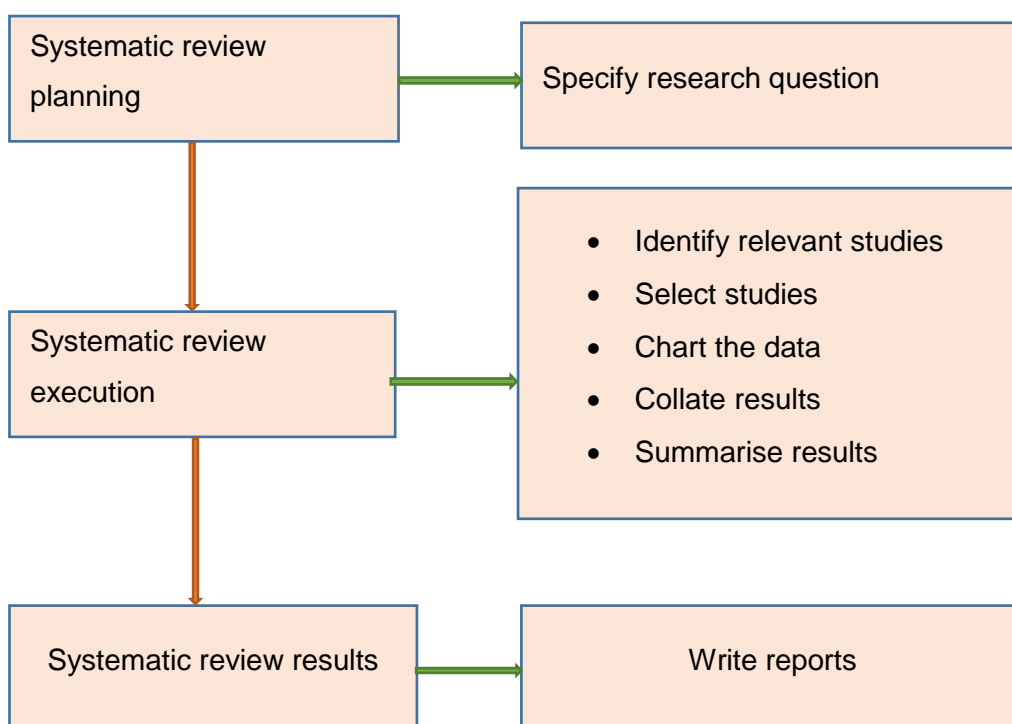 Systematic review
planning
Specify research question
• Identify relevant studies
• Select studies
• Chart the data
• Collate results
• Summarise results
Systematic review
execution
Systematic review results
Write reports